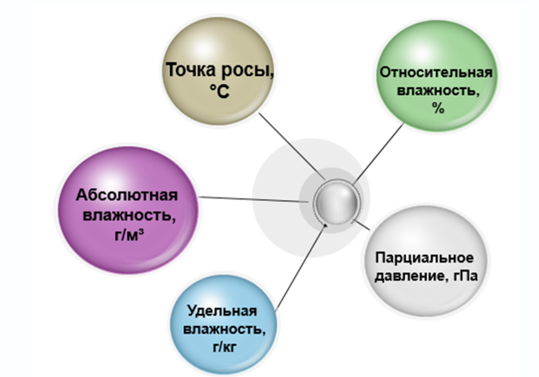 Точка росы,
°С
Относительная
влажность,
%
Абсолютная
влажность,
г/м³
Парциальное
давление, гПа
Удельная
влажность,
г/кг